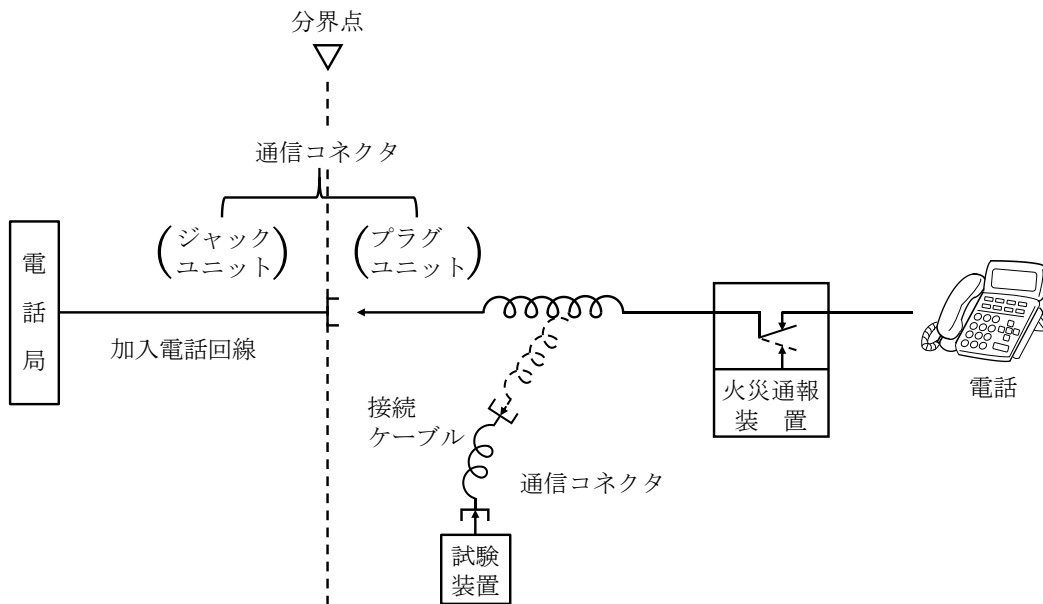 分界点
通信コネクタ
(ジャックユニット)
(プラグユニット)
電話局
加入電話回線
接続
ケーブル
通信コネクタ
試験
装置
火災通報
装　置
電話